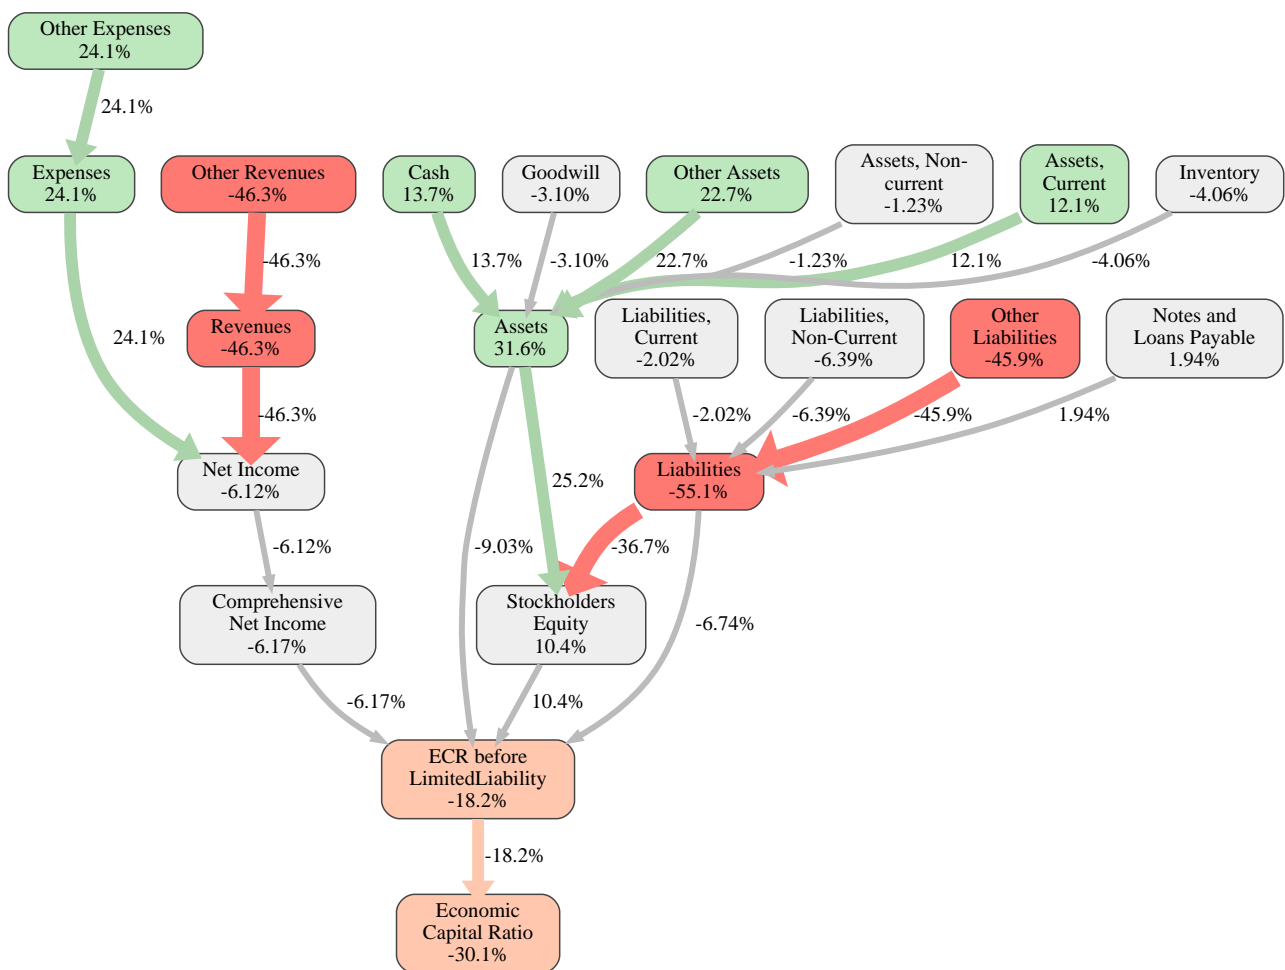 Other Expenses
24.1%
24.1%
Expenses
24.1%
Other Revenues
-46.3%
Cash
13.7%
Goodwill
-3.10%
Other Assets
22.7%
Assets, Non-
current
-1.23%
Assets,
Current
12.1%
Inventory
-4.06%
-46.3%
13.7%
-3.10%
22.7%
-1.23%
12.1%
-4.06%
24.1%
Revenues
-46.3%
Assets
31.6%
Liabilities,
Current
-2.02%
Liabilities,
Non-Current
-6.39%
Other
Liabilities
-45.9%
Notes and
Loans Payable
1.94%
-46.3%
-2.02%
-6.39%
-45.9%
1.94%
Net Income
-6.12%
25.2%
Liabilities
-55.1%
-6.12%
-9.03%
-36.7%
Comprehensive
Net Income
-6.17%
Stockholders
Equity
10.4%
-6.74%
-6.17%
10.4%
ECR before
LimitedLiability
-18.2%
-18.2%
Economic
Capital Ratio
-30.1%